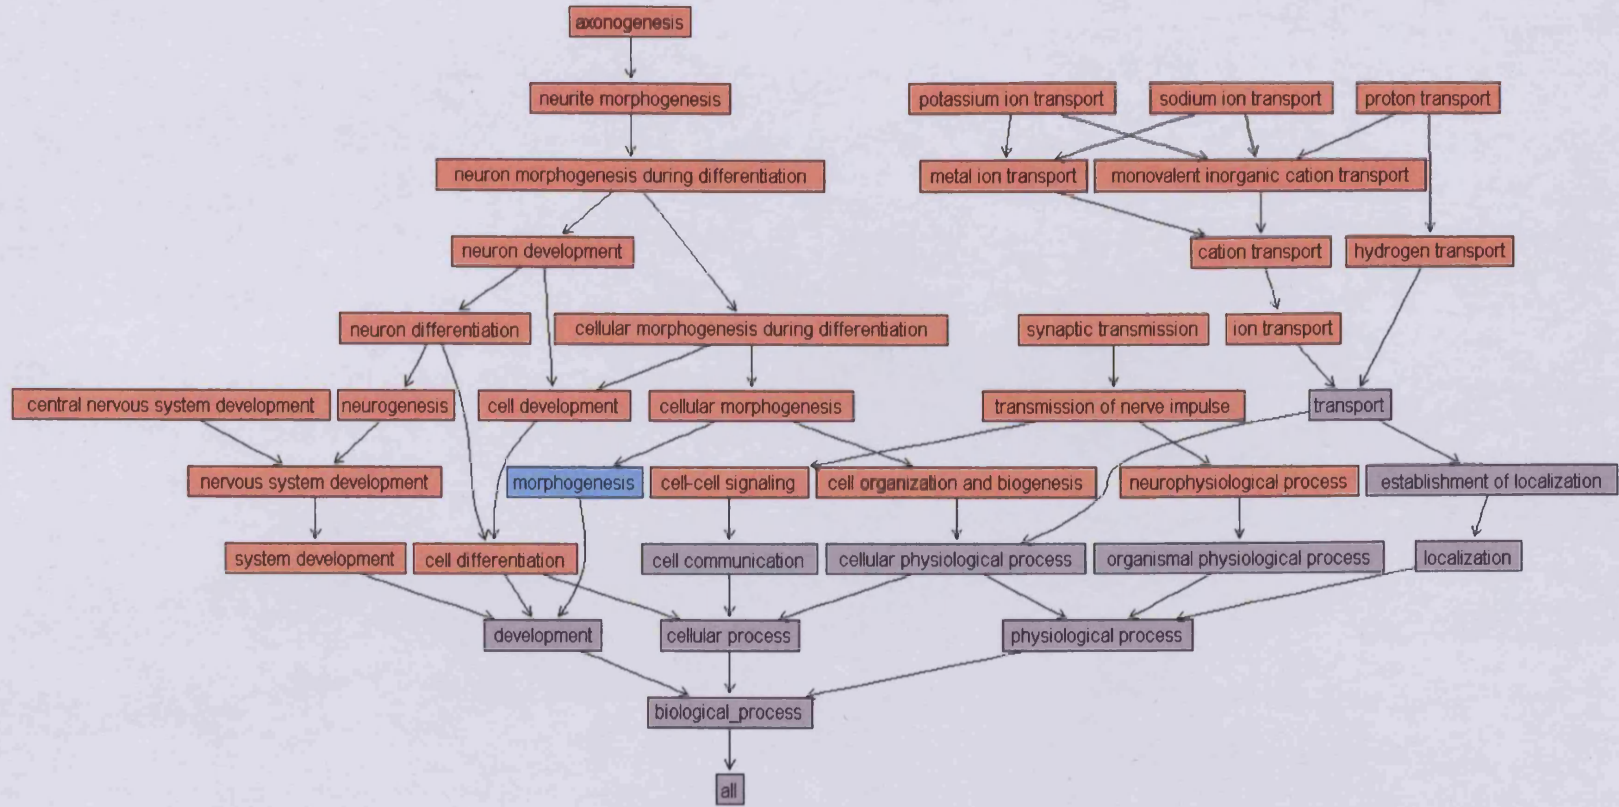 axonogenesis
neurite morphogenesis
potassium ion transport
sodium ion transport
proton transport
neuron morphogenesis during differentiation
metal ion transport
monovalent inorganic cation transport
neuron development
cation transport
hydrogen transport
neuron differentiation
cellular morphogenesis during differentiation
synaptic transmission
ion transport
central nervous system development
neurogenesis
cell development
cellular morphogenesis
transmission of nerve impulse
transport
nervous system development
morphogenesis
cell-cell signaling
cell organization and biogenesis
neurophysiological process
establishment of localization
system development
cell differentiation
cell communication
cellular physiological process
organismal physiological process
localization
development
cellular process
physiological process
biological_process
all